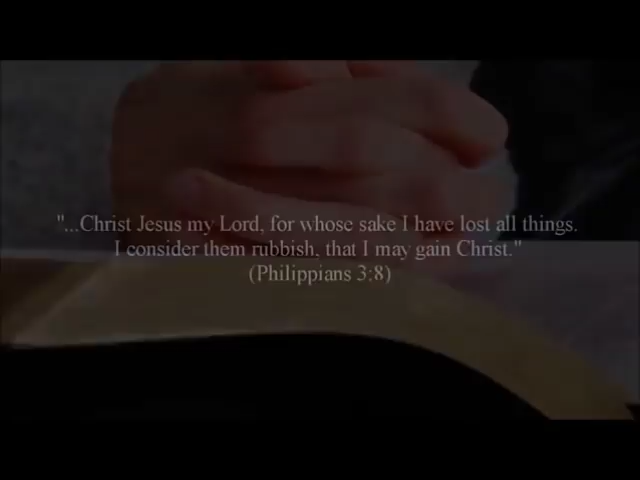 "...Christ Jesus my Lord, for whose sake I have lost all things.
I consider them rubbish, that I may gain Christ."
(Philippians 3:8)